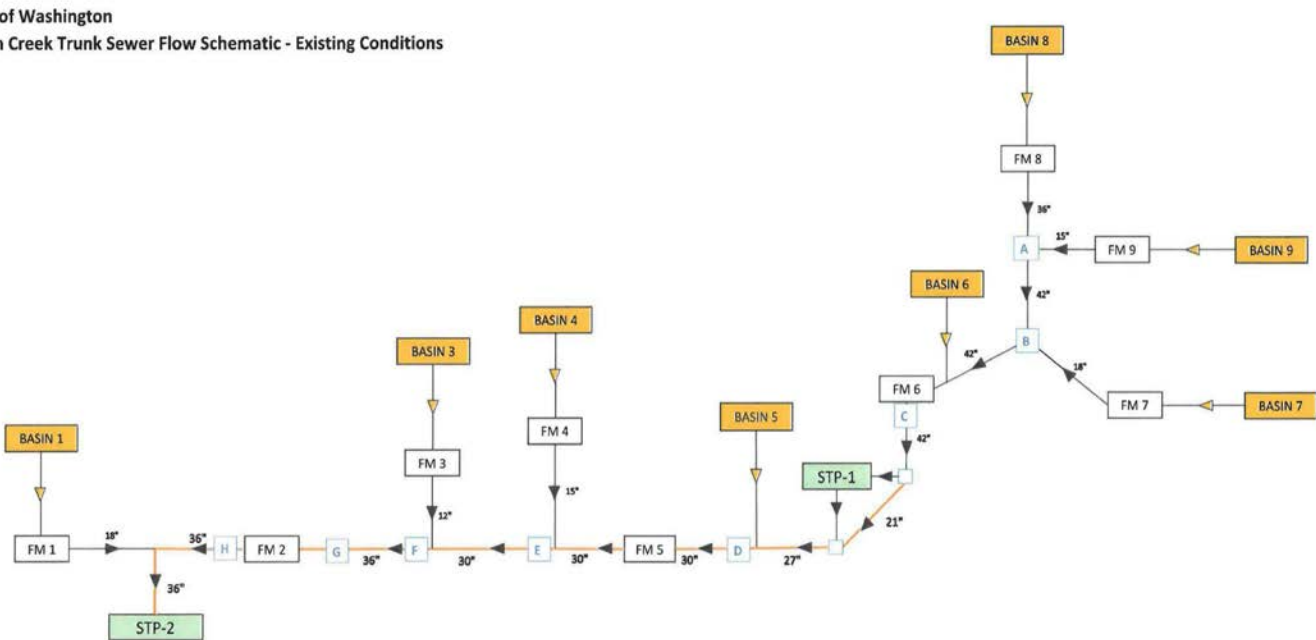 of Washington
Creek Trunk Sewer Flow Schematic - Existing Conditions
BASIN 8
FM 8
36"
A
15"
FM 9
BASIN 9
42"
BASIN 6
B
42"
18"
FM 6
C
FM 7
BASIN 7
42"
BASIN 4
BASIN 3
BASIN 5
FM 4
BASIN 1
FM 3
STP-1
15"
12"
21"
FM 1
18"
36"
H
FM 2
G
36"
F
30"
E
30"
FM 5
30"
D
27"
36"
STP-2